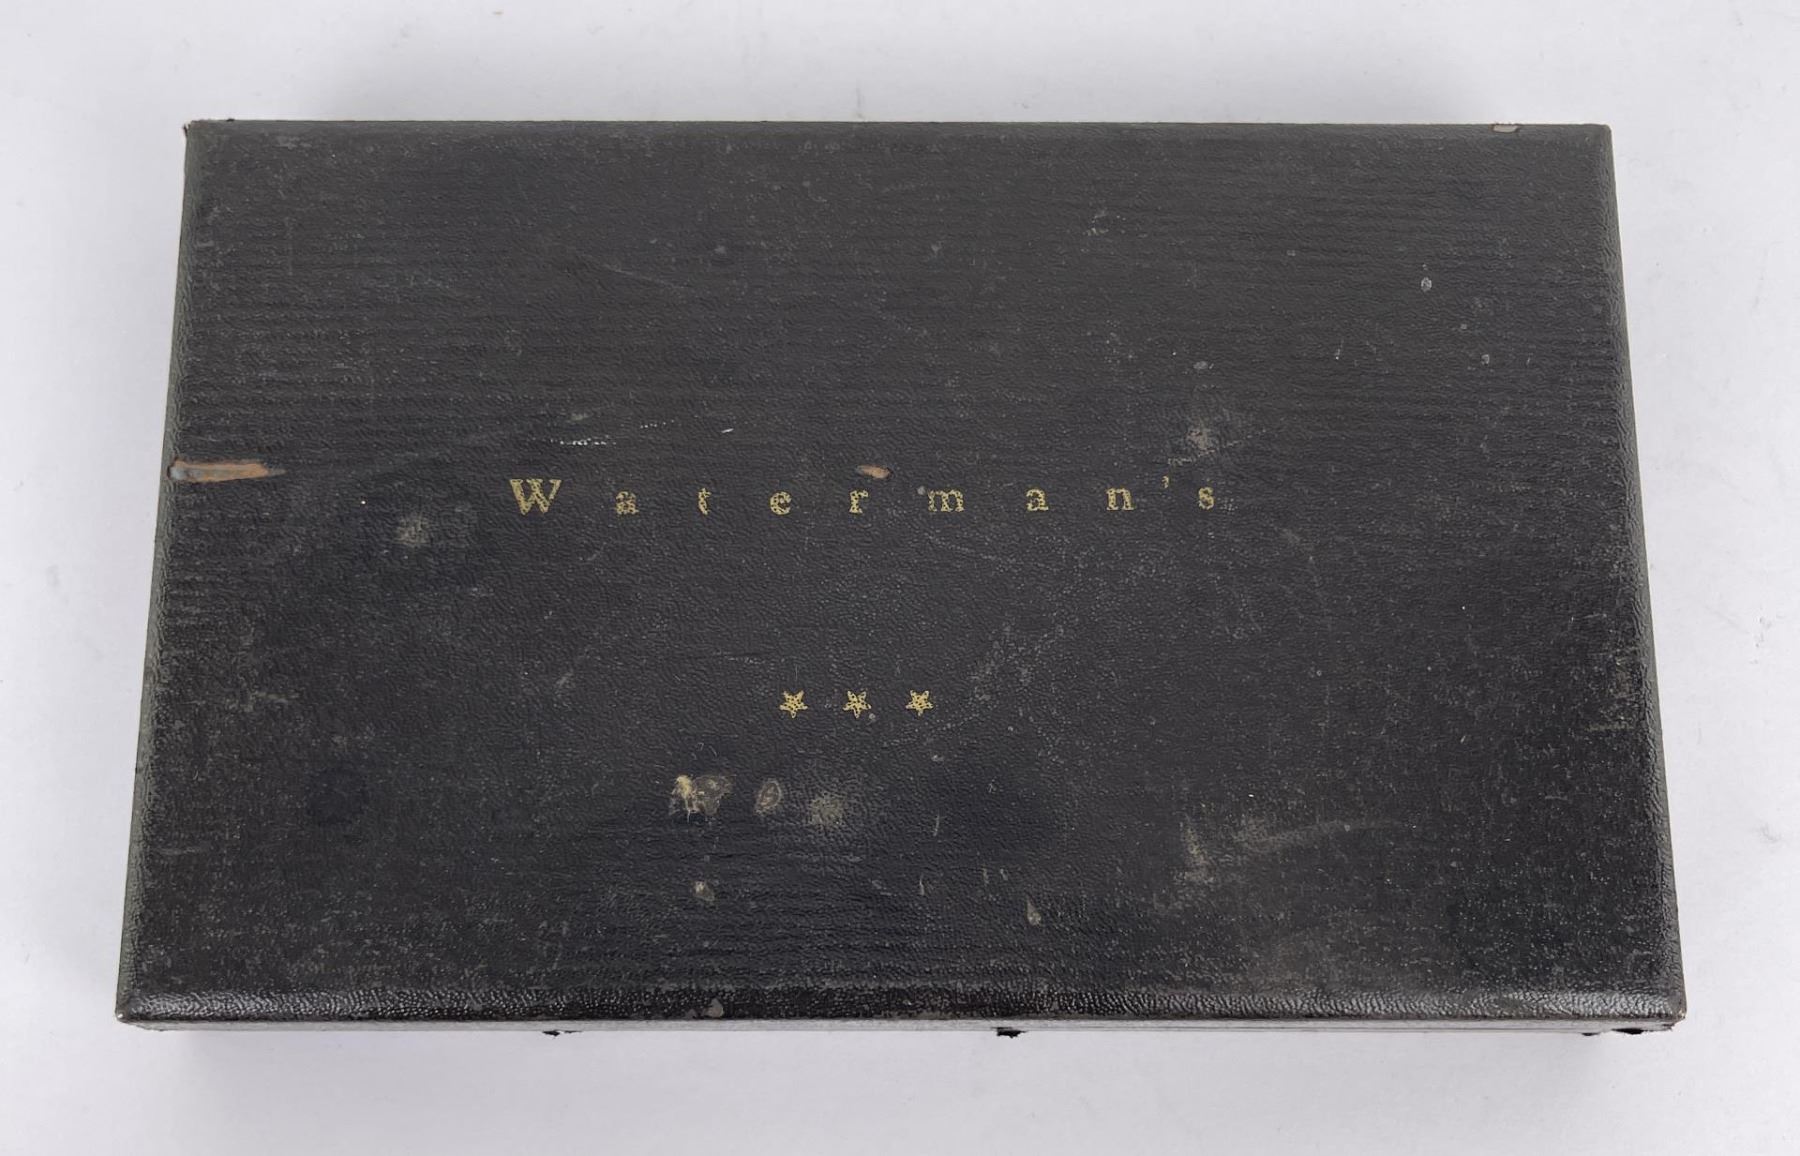 Waterman's
★ ★ ★